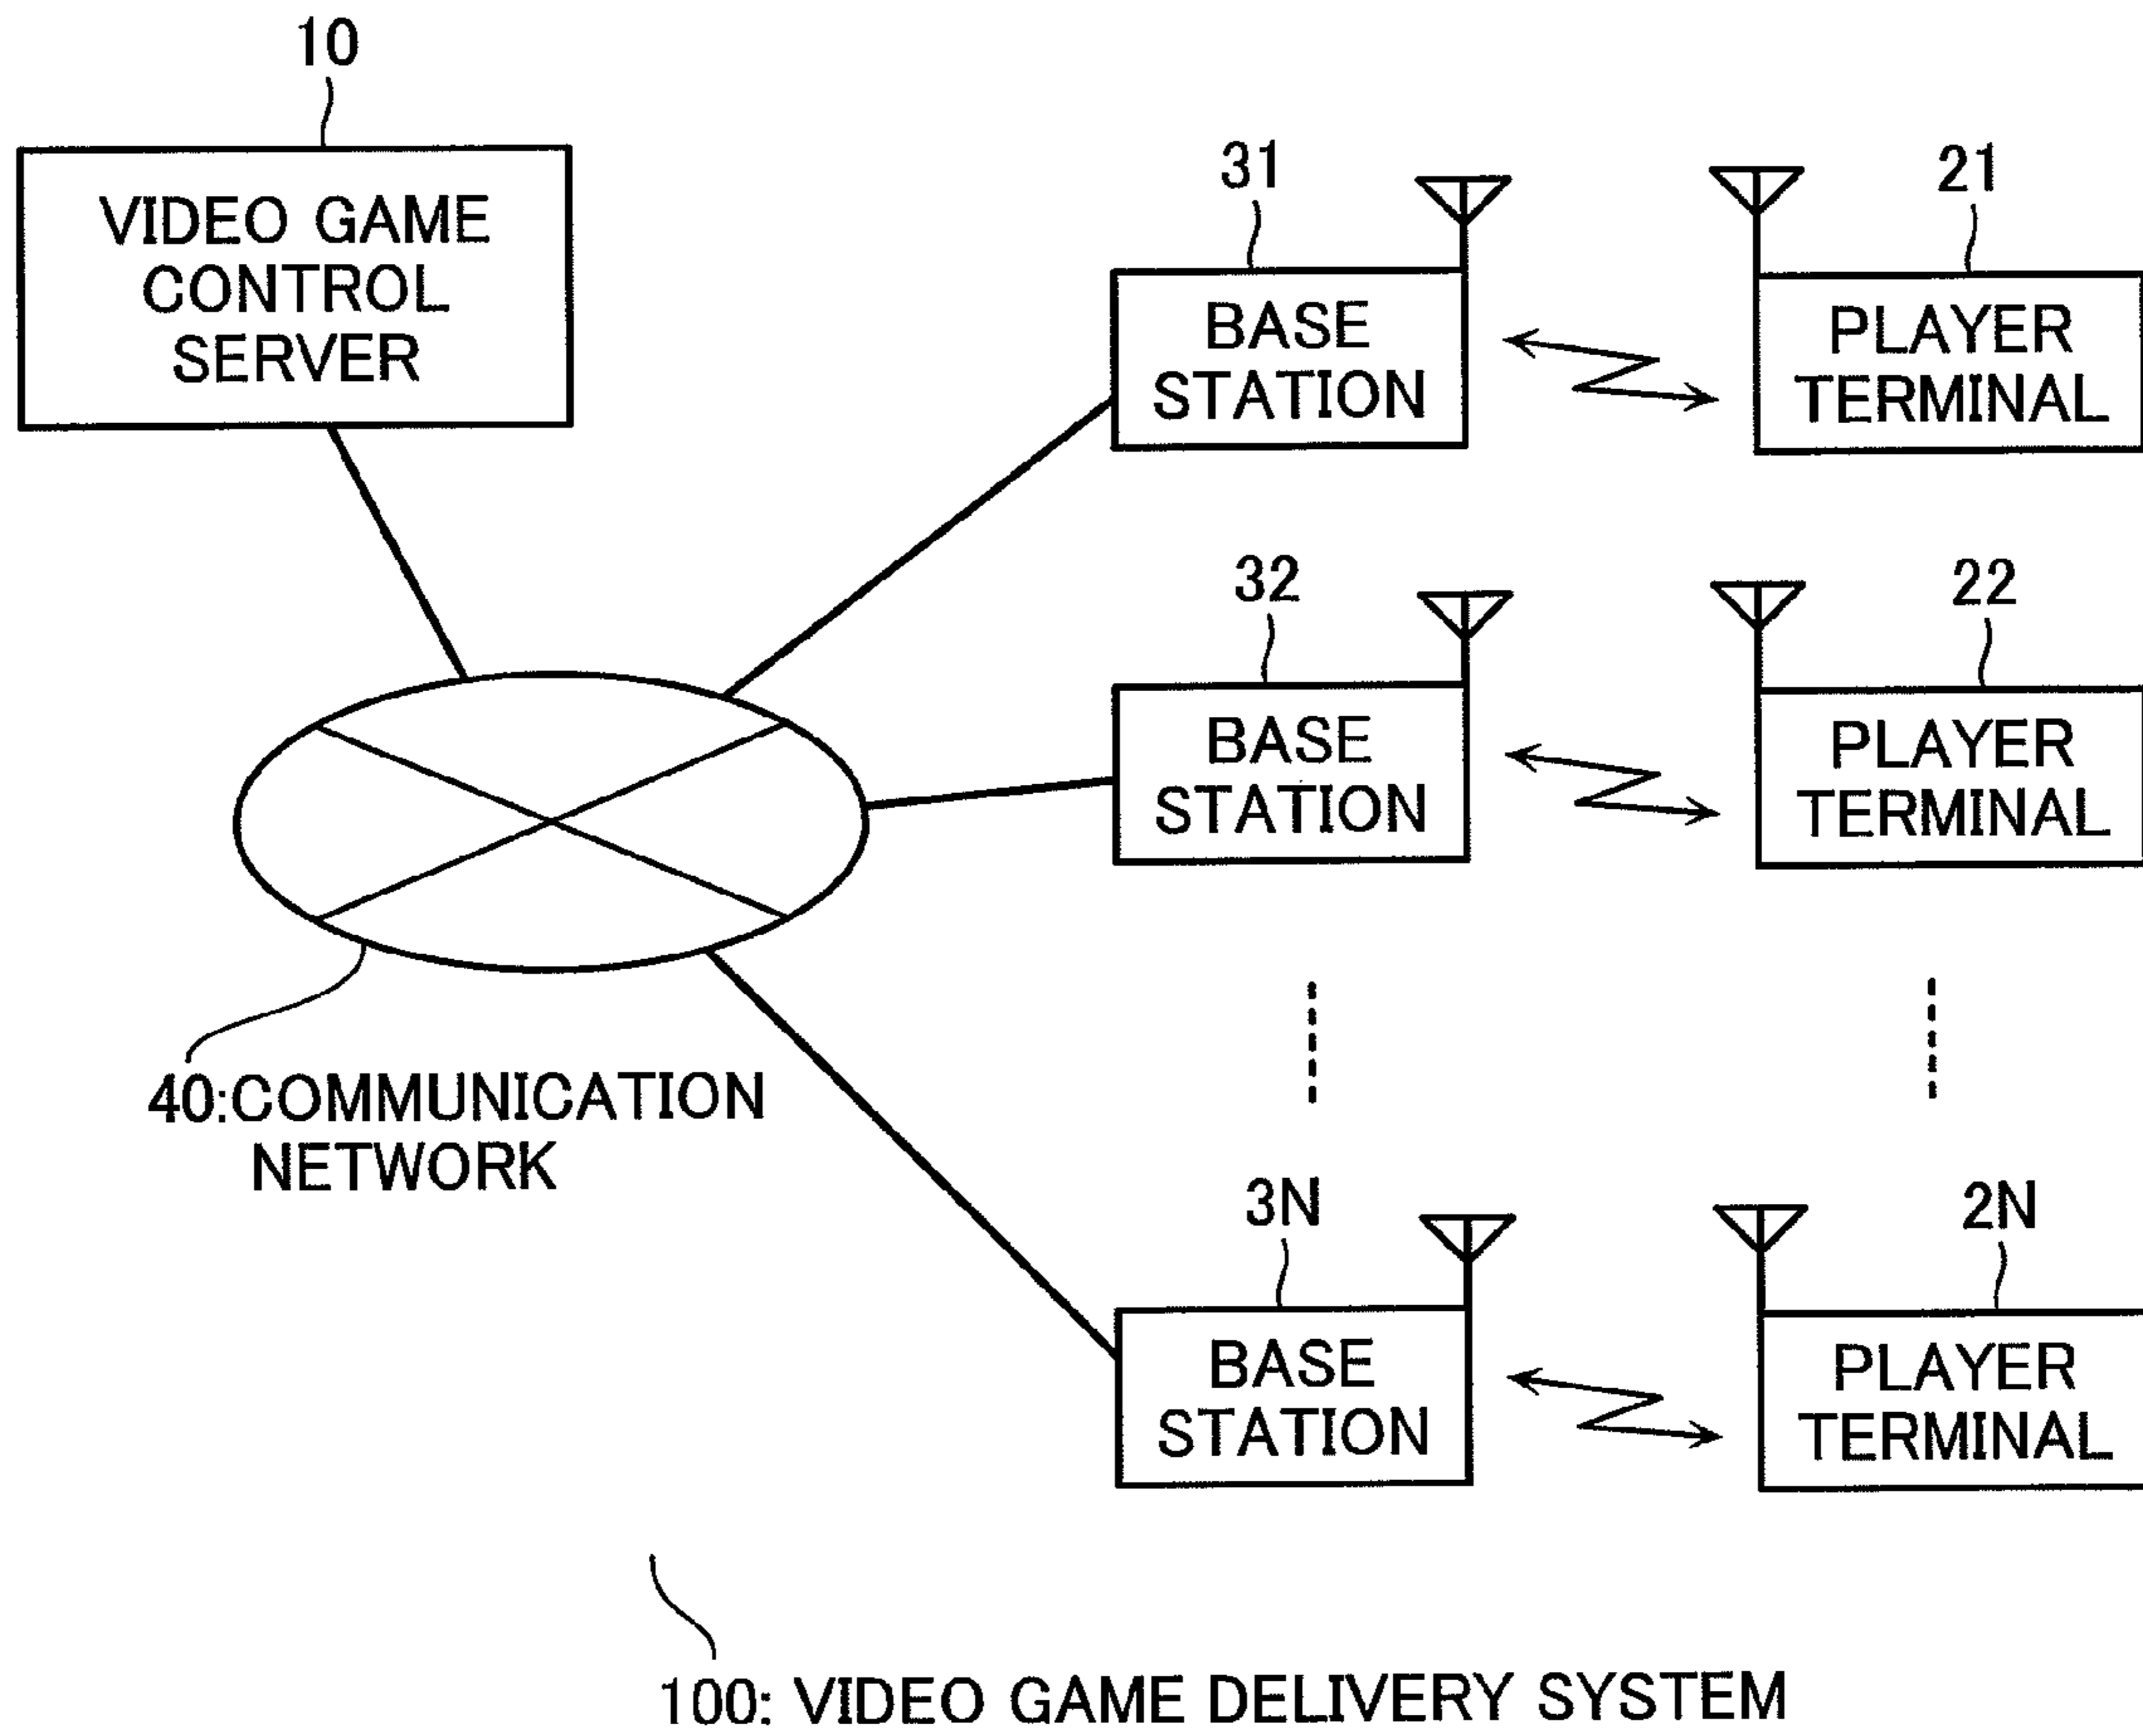 10
VIDEO GAME
CONTROL
SERVER
31
BASE
STATION
21
PLAYER
TERMINAL
32
BASE
STATION
22
PLAYER
TERMINAL
40:COMMUNICATION
NETWORK
3N
BASE
STATION
2N
PLAYER
TERMINAL
100: VIDEO GAME DELIVERY SYSTEM